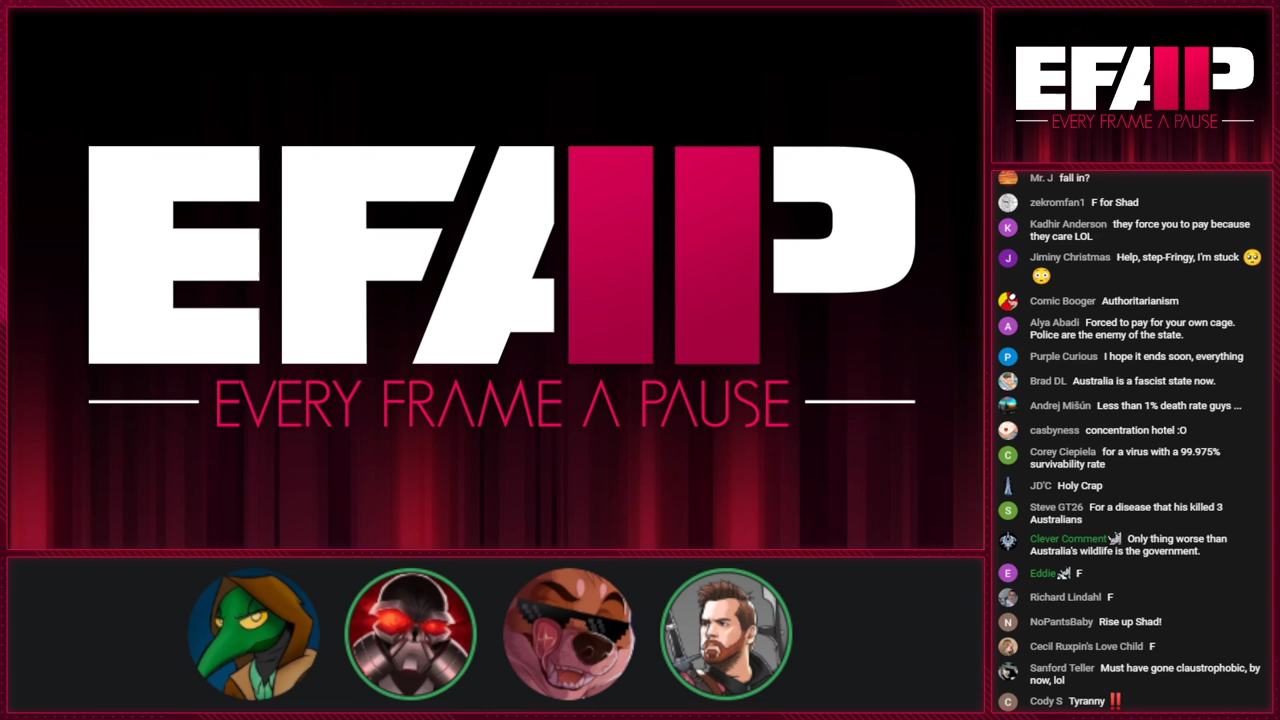 EFAP
EVERY FRAME A PAUSE
EFAP
EVERY FRAME A PAUSE
Mr. J fall in?
zekromfan1 F for Shad
K
Kadhir Anderson they force you to pay because
they care LOL
J
Jiminy Christmas Help, step-Fringy, I'm stuck 🥺
😳
Comic Booger Authoritarianism
A
Alya Abadi Forced to pay for your own cage.
Police are the enemy of the state.
P
Purple Curious I hope it ends soon, everything
Brad DL Australia is a fascist state now.
Andrej Mišún Less than 1% death rate guys ...
casbyness concentration hotel :O
C
Corey Ciepiela for a virus with a 99.975%
survivability rate
JD'C Holy Crap
S
Steve GT26 For a disease that his killed 3
Australians
Clever Comment Only thing worse than
Australia's wildlife is the government.
E
Eddie F
Richard Lindahl F
N
NoPantsBaby Rise up Shad!
Cecil Ruxpin's Love Child F
Sanford Teller Must have gone claustrophobic, by
now, lol
C
Cody S Tyranny ‼️